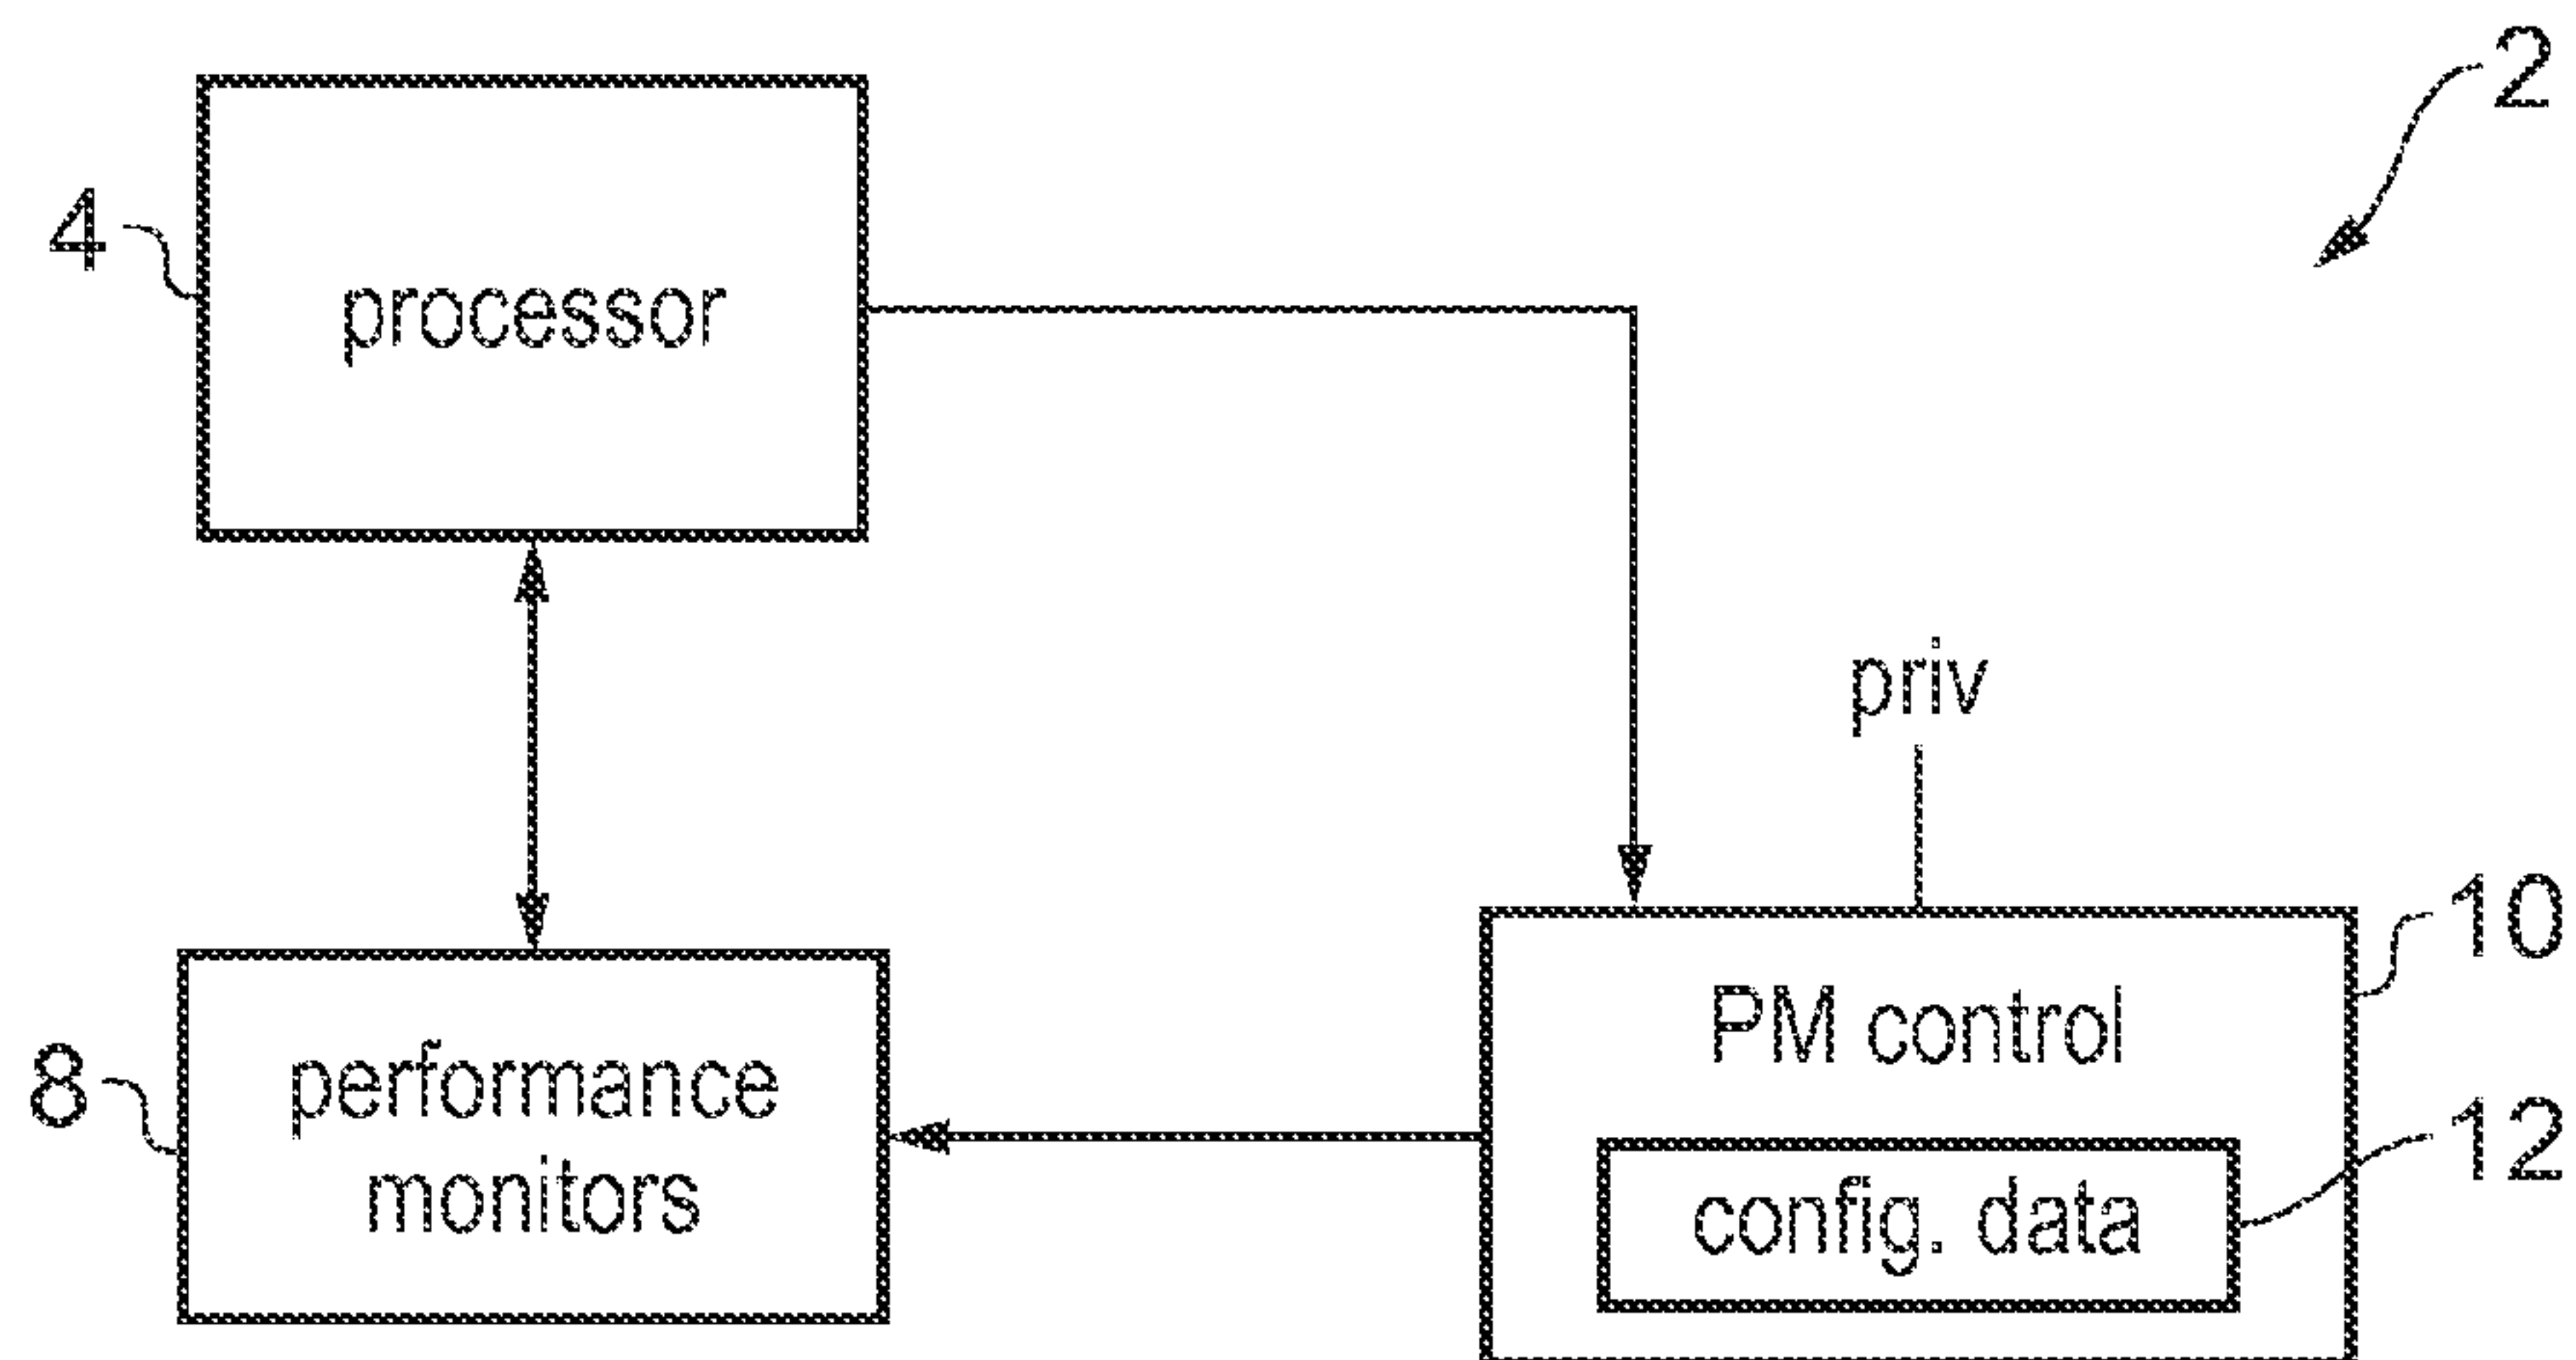 2
4
processor
priv
10
PM control
8
performance
monitors
12
config. data